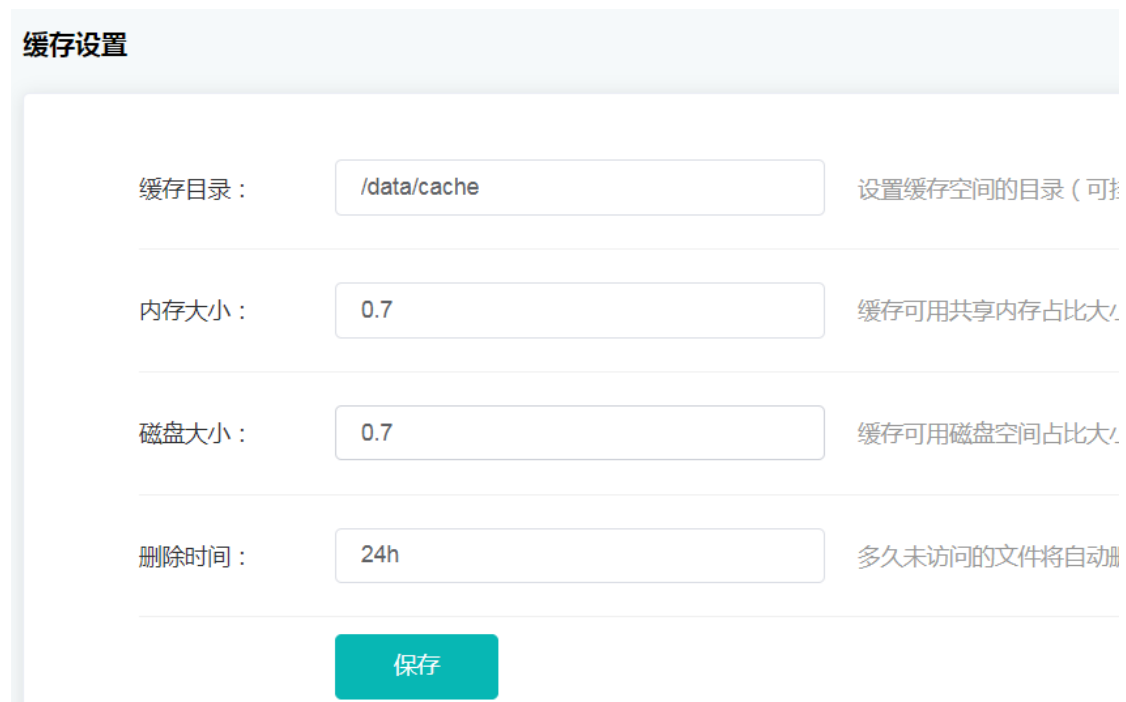 缓存设置
缓存目录： /data/cache 设置缓存空间的目录（可
内存大小： 0.7 缓存可用共享内存占比大
磁盘大小： 0.7 缓存可用磁盘空间占比大
删除时间： 24h 多久未访问的文件将自动
保存